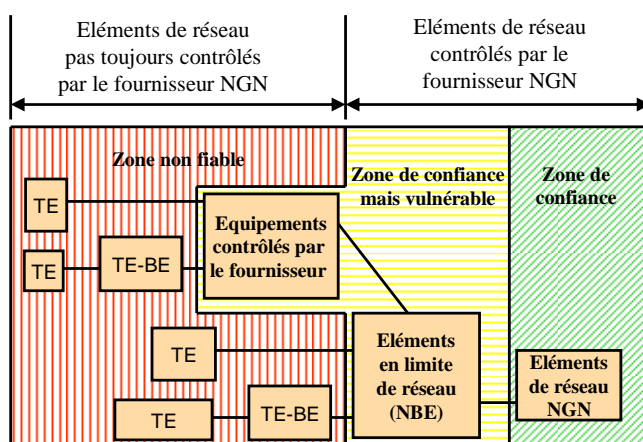 Eléments de réseau
pas toujours contrôlés
par le fournisseur NGN
Eléments de réseau
contrôlés par le
fournisseur NGN
Zone non fiable
Zone de confiance
mais vulnérable
Zone de
confiance
TE
Equipements
contrôlés par
le fournisseur
TE
TE-BE
TE
Eléments
en limite
de réseau
(NBE)
Eléments
de réseau
NGN
TE
TE-BE